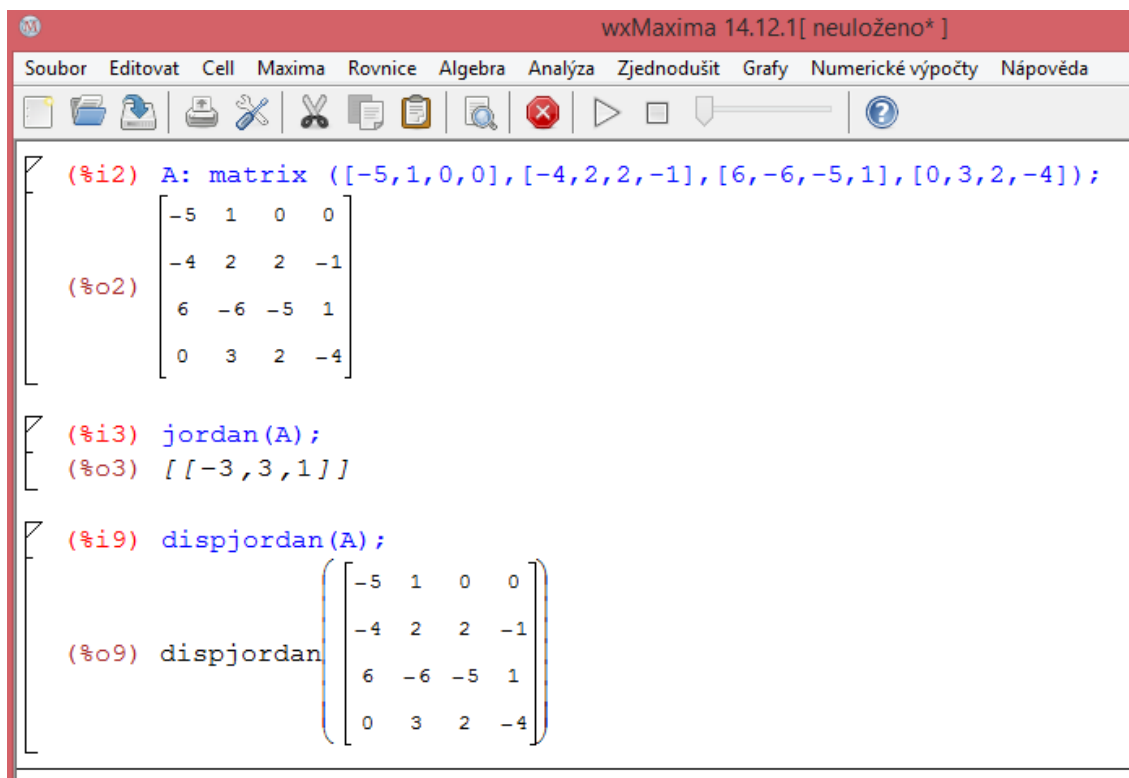 wxMaxima 14.12.1[ neuloženo* ]
Soubor Editovat Cell Maxima Rovnice Algebra Analýza Zjednodušit Grafy Numerické výpočty Nápověda
(%i2) A: matrix ([-5,1,0,0],[-4,2,2,-1],[6,-6,-5,1],[0,3,2,-4]);
-5 1 0 0
-4 2 2 -1
(%o2)
6 -6 -5 1
0 3 2 -4
(%i3) jordan(A);
(%o3) [[-3,3,1]]
(%i9) dispjordan(A);
-5 1 0 0
-4 2 2 -1
(%o9) dispjordan
6 -6 -5 1
0 3 2 -4